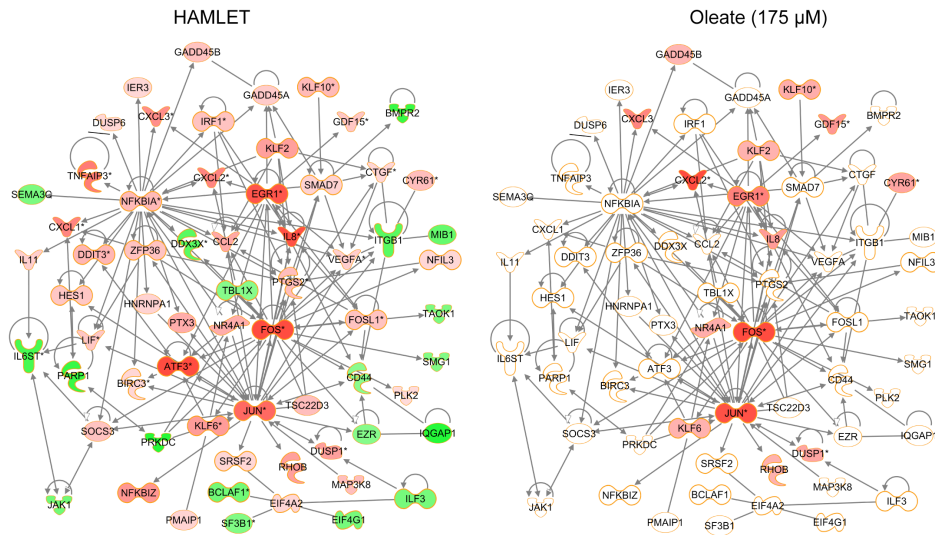 HAMLET
GADD45B
IER3
GADD45A
KLF10*
CXCL3*
DUSP6
IRF1*
GDF15*
BMPR2
KLF2
TNFAIP3*
CXCL2*
SMAD7
CTGF*
CYR61*
SEMA3C
NFKBIA*
EGR1*
CXCL1*
IL8*
ITGB1
MIB1
DDIT3*
ZFP36
DDX3X*
CCL2
VEGFA*
IL11
NFIL3
HES1
TBL1X
PTGS2*
HNRNPA1
PTX3
NR4A1
FOS*
FOSL1*
TAOK1
IL6ST*
LIF*
PARP1
BIRC3*
ATF3*
CD44
SMG1
PLK2
JUN*
TSC22D3
SOCS3*
PRKDC
KLF6*
EZR
IQGAP1
SRSF2
RHOB
DUSP1*
MAP3K8
NFKBIZ
BCLAF1*
EIF4A2
ILF3
JAK1
PMAIP1
SF3B1*
EIF4G1
Oleate (175 µM)
GADD45B
IER3
GADD45A
KLF10*
CXCL3
DUSP6
IRF1
GDF15*
BMPR2
KLF2
TNFAIP3
CXCL2*
SMAD7
CTGF
CYR61*
SEMA3C
NFKBIA
EGR1*
CXCL1
IL8
ITGB1
MIB1
DDIT3
ZFP36
DDX3X
CCL2
VEGFA
IL11
NFIL3
HES1
TBL1X
PTGS2
HNRNPA1
PTX3
NR4A1
FOS*
FOSL1
TAOK1
IL6ST
LIF
PARP1
BIRC3
ATF3
CD44
SMG1
PLK2
JUN*
TSC22D3
SOCS3
PRKDC
KLF6
EZR
IQGAP1
SRSF2
RHOB
DUSP1*
MAP3K8
NFKBIZ
BCLAF1
EIF4A2
ILF3
JAK1
PMAIP1
SF3B1
EIF4G1